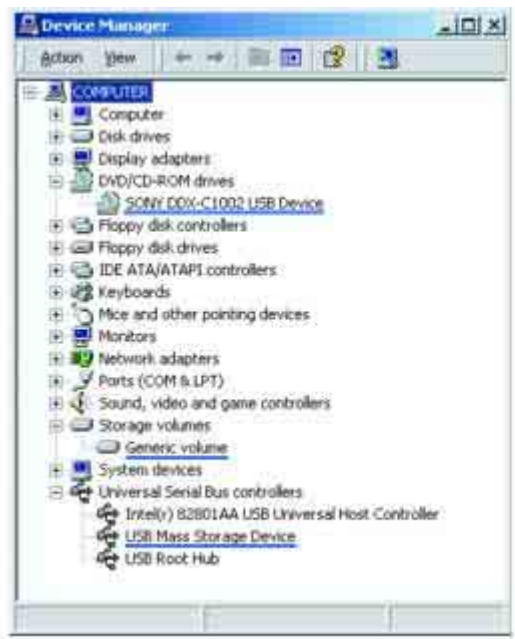 Device Manager
Action View
COMPUTER
Computer
Disk drives
Display adapters
DVD/CD-ROM drives
SONY DDX-C1002 USB Device
Floppy disk controllers
Floppy disk drives
IDE ATA/ATAPI controllers
Keyboards
Mice and other pointing devices
Monitors
Network adapters
Ports (COM & LPT)
Sound, video and game controllers
Storage volumes
Generic volume
System devices
Universal Serial Bus controllers
Intel(r) 82801AA USB Universal Host Controller
USB Mass Storage Device
USB Root Hub